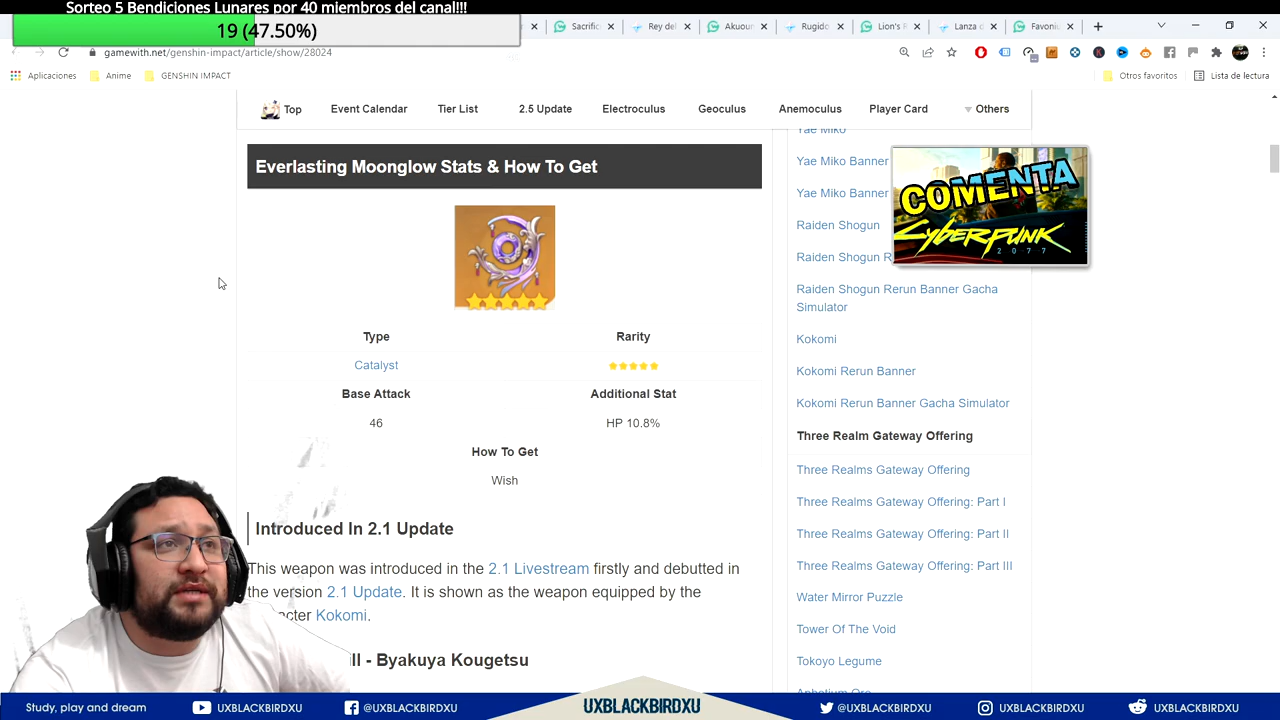 Sorteo 5 Bendiciones Lunares por 40 miembros del canal!!!
19 (47.50%)
Sacrific
Rey del
Akuoun
Rugido
Lion's R
Lanza d
Favoniu
gamewith.net/genshin-impact/article/show/28024
Aplicaciones
Anime
GENSHIN IMPACT
Otros favoritos
Lista de lectura
Top
Event Calendar
Tier List
2.5 Update
Electroculus
Geoculus
Anemoculus
Player Card
Others
Everlasting Moonglow Stats & How To Get
Type
Rarity
Catalyst
Base Attack
Additional Stat
46
HP 10.8%
How To Get
Wish
Introduced In 2.1 Update
This weapon was introduced in the 2.1 Livestream firstly and debutted in
the version 2.1 Update. It is shown as the weapon equipped by the
Kokomi.
- Byakuya Kougetsu
Yae Miko
Yae Miko Banner
Yae Miko Banner
Raiden Shogun
Raiden Shogun R
Raiden Shogun Rerun Banner Gacha
Simulator
Kokomi
Kokomi Rerun Banner
Kokomi Rerun Banner Gacha Simulator
Three Realm Gateway Offering
Three Realms Gateway Offering
Three Realms Gateway Offering: Part I
Three Realms Gateway Offering: Part II
Three Realms Gateway Offering: Part III
Water Mirror Puzzle
Tower Of The Void
Tokoyo Legume
COMENTA
Cyberpunk
2077
Study, play and dream
UXBLACKBIRDXU
@UXBLACKBIRDXU
UXBLACKBIRDXU
@UXBLACKBIRDXU
UXBLACKBIRDXU
UXBLACKBIRDXU